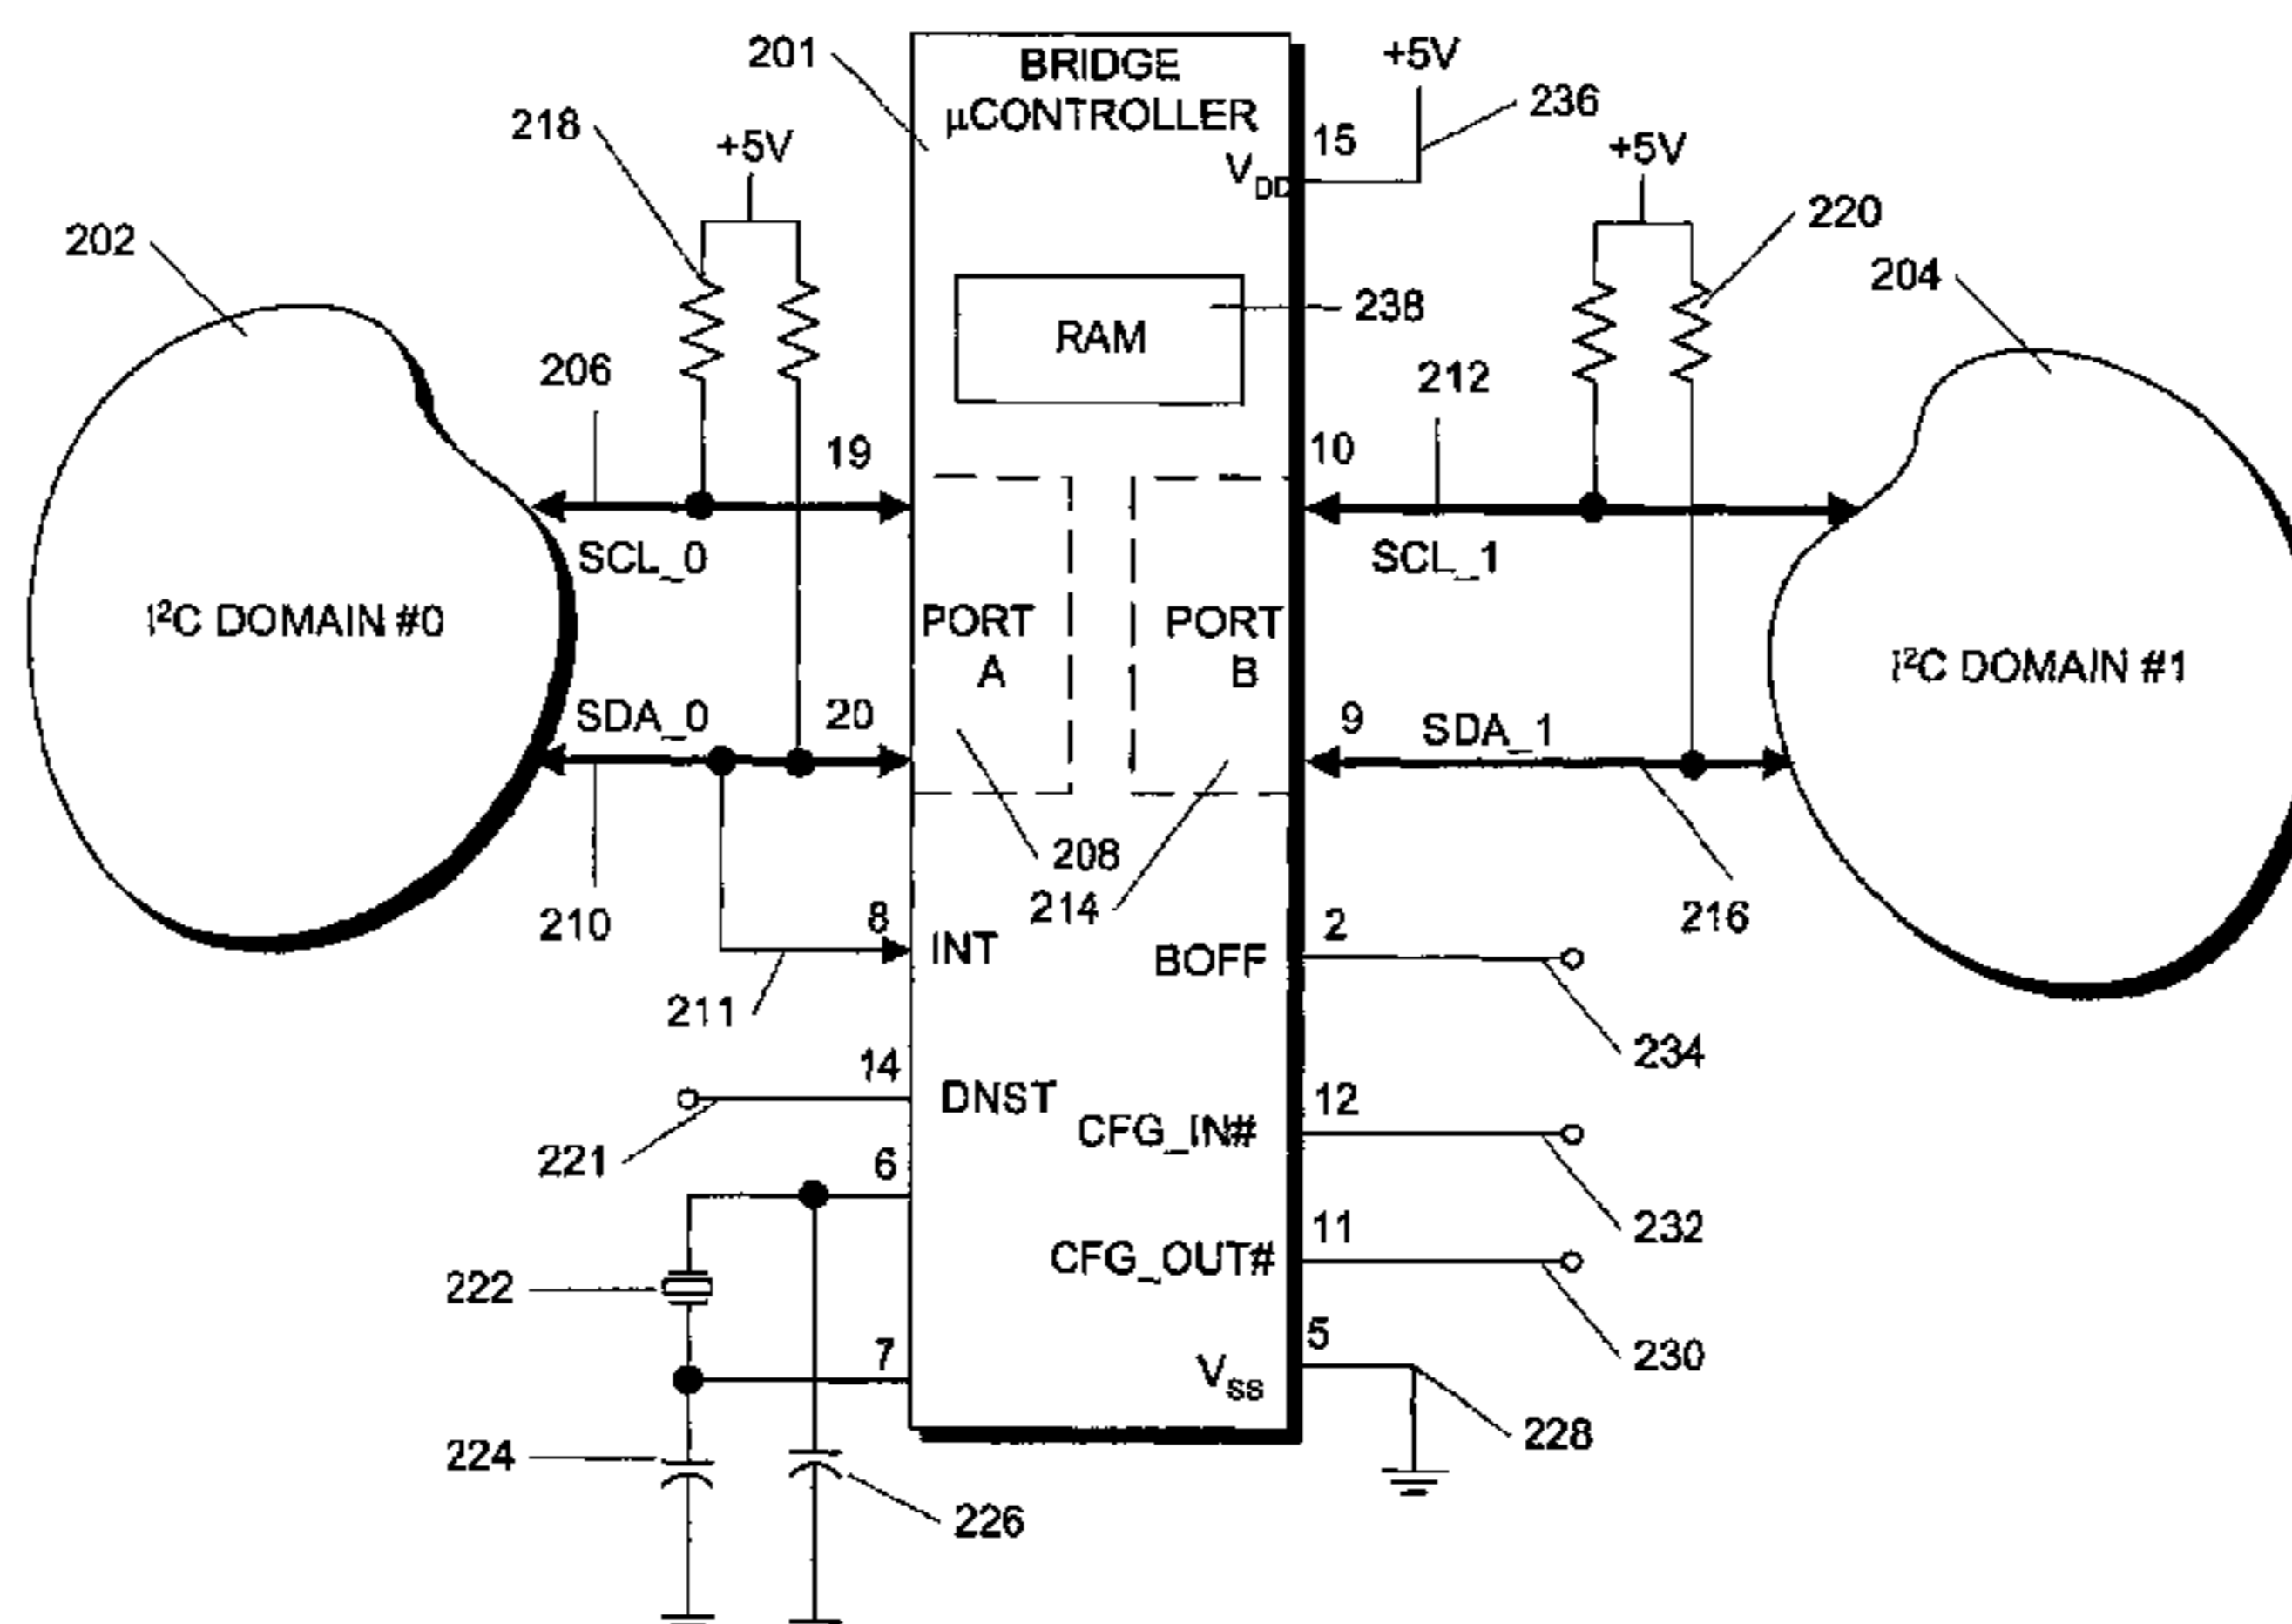 201
BRIDGE
µCONTROLLER
+5V
236
218
+5V
15
V_DD
+5V
220
202
204
238
RAM
206
212
19
10
SCL_0
SCL_1
I²C DOMAIN #0
PORT
A
PORT
B
I²C DOMAIN #1
SDA_0
20
9
SDA_1
208
214
210
216
8
INT
2
BOFF
211
234
14
DNST
12
CFG_IN#
221
6
232
11
CFG_OUT#
222
230
7
5
V_SS
224
228
226